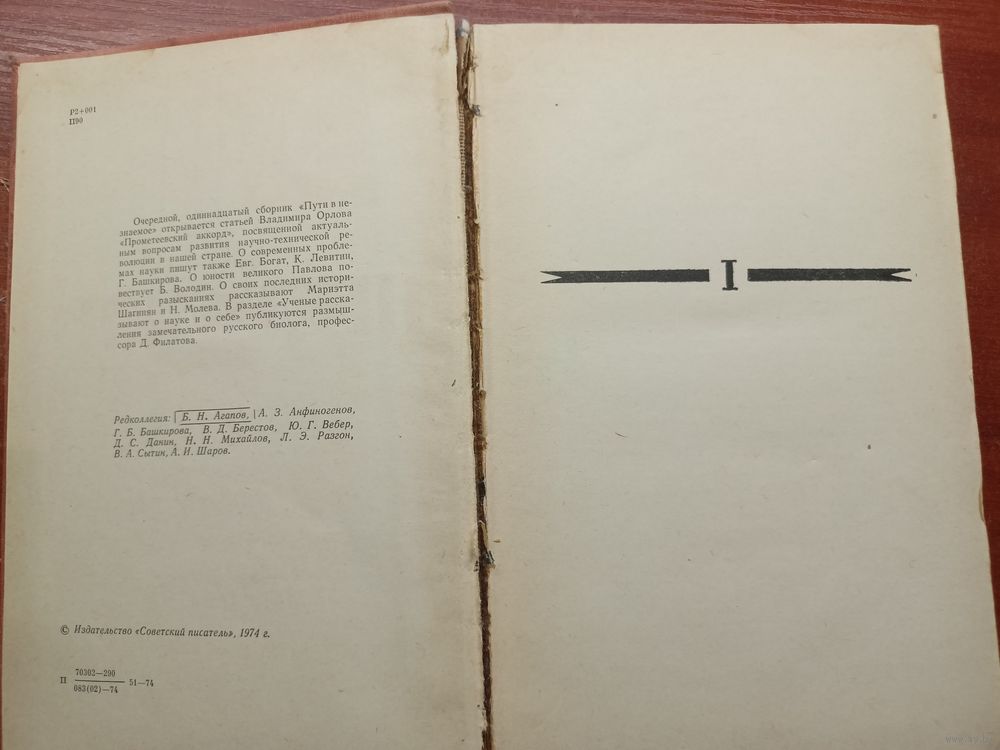 Р2+001
П90
Очередной, одиннадцатый сборник «Пути в не-
знаемое» открывается статьей Владимира Орлова
«Прометеевский аккорд», посвященной актуаль-
ным вопросам развития научно-технической ре-
волюции в нашей стране. О современных пробле-
мах науки пишут также Евг. Богат, К. Левитин,
Г. Башкирова. О юности великого Павлова по-
вествует Б. Володин. О своих последних истори-
ческих разысканиях рассказывают Мариэтта
Шагинян и Н. Молева. В разделе «Ученые расска-
зывают о науке и о себе» публикуются размыш-
ления замечательного русского биолога, профес-
сора Д. Филатова.
Редколлегия: Б. Н. Агапов, А. З. Анфиногенов,
Г. Б. Башкирова, В. Д. Берестов, Ю. Г. Вебер,
Д. С. Данин, Н. Н. Михайлов, Л. Э. Разгон,
В. А. Сытин, А. И. Шаров.
© Издательство «Советский писатель», 1974 г.
П 70302—290
083(02)—74 51—74
I